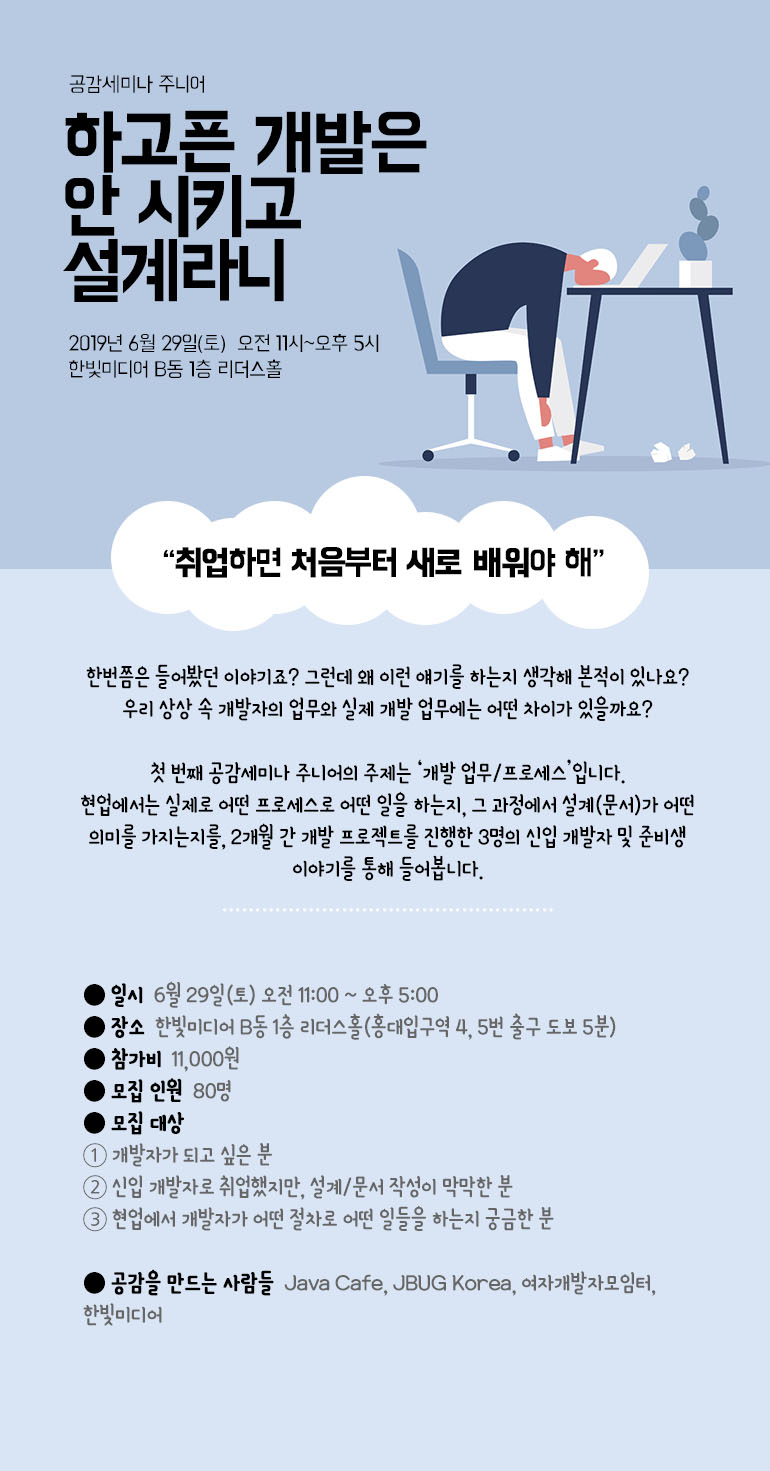 공감세미나 주니어
하고픈 개발은
안 시키고
설계라니
2019년 6월 29일(토) 오전 11시~오후 5시
한빛미디어 B동 1층 리더스홀
“취업하면 처음부터 새로 배워야 해”
한번쯤은 들어봤던 이야기죠? 그런데 왜 이런 얘기를 하는지 생각해 본적이 있나요?
우리 상상 속 개발자의 업무와 실제 개발 업무에는 어떤 차이가 있을까요?
첫 번째 공감세미나 주니어의 주제는 ‘개발 업무/프로세스’입니다.
현업에서는 실제로 어떤 프로세스로 어떤 일을 하는지, 그 과정에서 설계(문서)가 어떤
의미를 가지는지를, 2개월 간 개발 프로젝트를 진행한 3명의 신입 개발자 및 준비생
이야기를 통해 들어봅니다.
● 일시 6월 29일(토) 오전 11:00 ~ 오후 5:00
● 장소 한빛미디어 B동 1층 리더스홀(홍대입구역 4, 5번 출구 도보 5분)
● 참가비 11,000원
● 모집 인원 80명
● 모집 대상
① 개발자가 되고 싶은 분
② 신입 개발자로 취업했지만, 설계/문서 작성이 막막한 분
③ 현업에서 개발자가 어떤 절차로 어떤 일들을 하는지 궁금한 분
● 공감을 만드는 사람들 Java Cafe, JBUG Korea, 여자개발자모임터,
한빛미디어